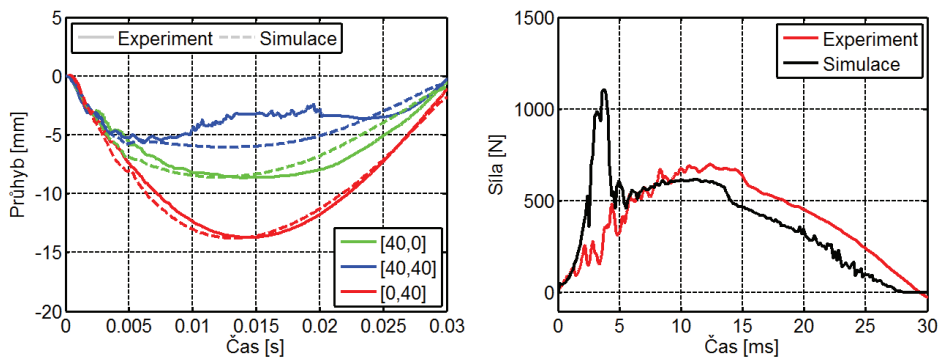 5
0
-5
-10
-15
-20
Průhyb [mm]
Experiment Simulace
[40,0]
[40,40]
[0,40]
0 0.005 0.01 0.015 0.02 0.025 0.03
Čas [s]
1500
1000
500
0
Síla [N]
Experiment
Simulace
0 5 10 15 20 25 30
Čas [ms]